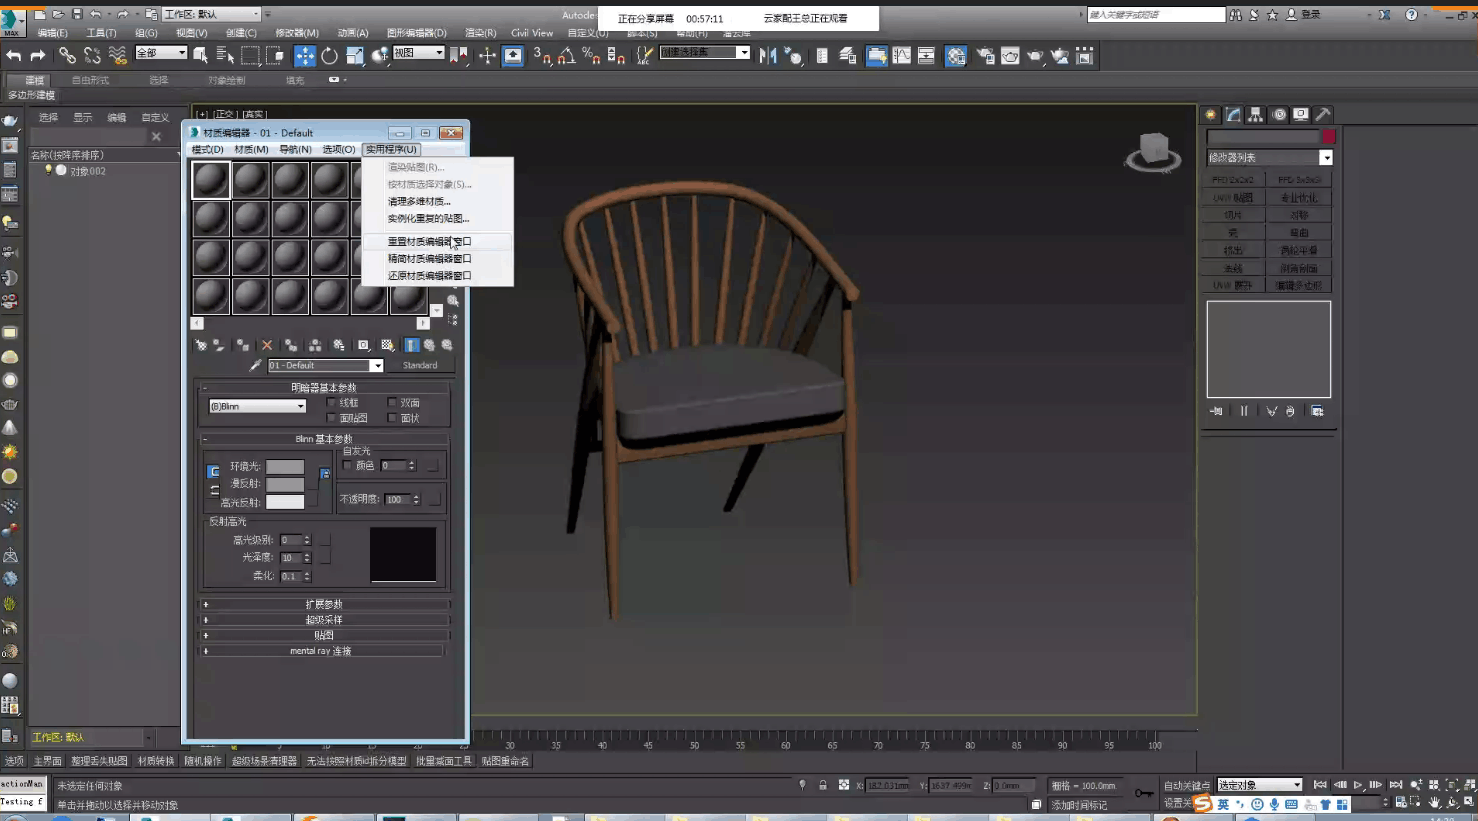 工作区: 默认
Autodes
正在分享屏幕 00:57:11 云家配王总正在观看
键入关键字或短语
登录
MAX
编辑(E) 工具(T) 组(G) 视图(V) 创建(C) 修改器(M) 动画(A) 图形编辑器(D) 渲染(R) Civil View 自定义(U) 脚本(S) 帮助(H)
全部
视图
创建选择集
建模 自由形式 选择 对象绘制 填充
多边形建模
选择 显示 编辑 自定义
[+] [正交] [真实]
名称(按降序排序)
对象002
材质编辑器 - 01 - Default
模式(D) 材质(M) 导航(N) 选项(O) 实用程序(U)
渲染贴图(R)...
按材质选择对象(S)...
清理多维材质...
实例化重复的贴图...
重置材质编辑器窗口
精简材质编辑器窗口
还原材质编辑器窗口
01 - Default
Standard
明暗器基本参数
(B)Blinn
线框 双面
面贴图 面状
Blinn 基本参数
自发光
环境光: 颜色 0
漫反射:
高光反射: 不透明度: 100
反射高光
高光级别: 0
光泽度: 10
柔化: 0.1
扩展参数
超级采样
贴图
mental ray 连接
修改器列表
FFD 2x2x2 FFD 3x3x3
UVW 贴图 专业优化
切片 对称
壳 弯曲
挤出 涡轮平滑
法线 倒角剖面
UVW 展开 编辑多边形
工作区: 默认
30 35 40 45 50 55 60 65 70 75 80 85 90 95 100
选项 主界面 整理丢失贴图 材质转换 随机操作 超级场景清理器 无法按照材质id拆分模型 批量减面工具 贴图重命名
actionMan
未选定任何对象
X: 182.031mm Y: 1637.499m Z: 0.0mm
栅格 = 100.0mm
自动关键点 选定对象
Testing f
单击并拖动以选择并移动对象
添加时间标记
设置关
英